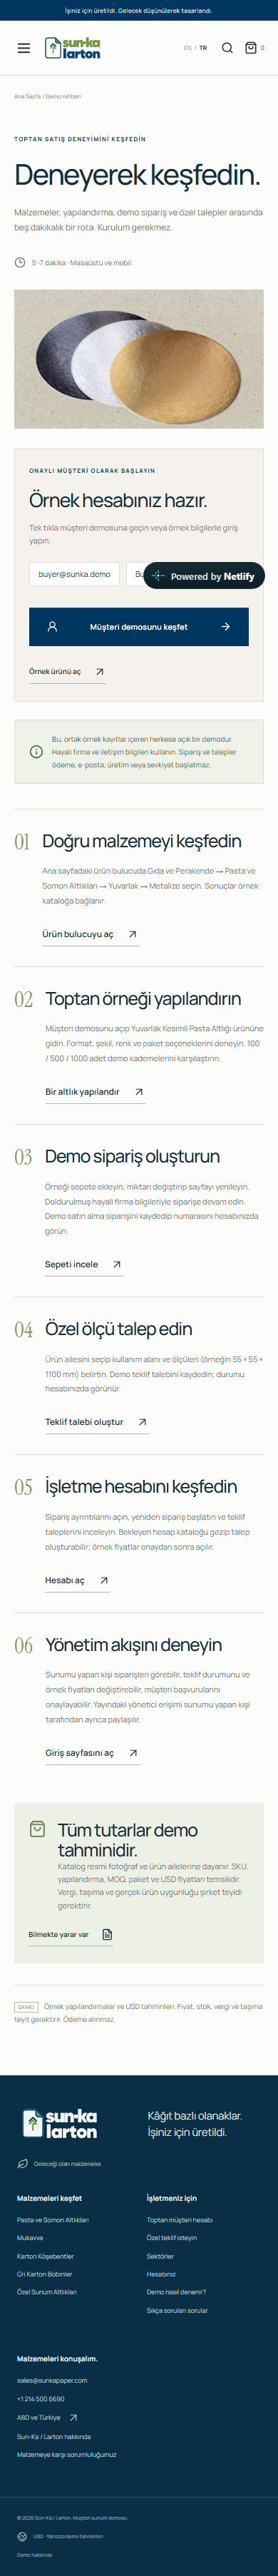 İşiniz için üretildi. Gelecek düşünülerek tasarlandı.
sun-ka
larton
EN / TR
0
Ana Sayfa / Demo rehberi
TOPTAN SATIŞ DENEYİMİNİ KEŞFEDİN
Deneyerek keşfedin.
Malzemeler, yapılandırma, demo sipariş ve özel talepler arasında
beş dakikalık bir rota. Kurulum gerekmez.
5-7 dakika · Masaüstü ve mobil
ONAYLI MÜŞTERİ OLARAK BAŞLAYIN
Örnek hesabınız hazır.
Tek tıkla müşteri demosuna geçin veya örnek bilgilerle giriş
yapın.
buyer@sunka.demo
Powered by Netlify
Müşteri demosunu keşfet
Örnek ürünü aç
Bu, ortak örnek kayıtlar içeren herkese açık bir demodur.
Hayali firma ve iletişim bilgileri kullanın. Sipariş ve talepler
ödeme, e-posta, üretim veya sevkiyat başlatmaz.
01 Doğru malzemeyi keşfedin
Ana sayfadaki ürün bulucuda Gıda ve Perakende → Pasta ve
Somon Altlıkları → Yuvarlak → Metalize seçin. Sonuçlar örnek
kataloğa bağlanır.
Ürün bulucuyu aç
02 Toptan örneği yapılandırın
Müşteri demosunu açıp Yuvarlak Kesimli Pasta Altlığı ürününe
gidin. Format, şekil, renk ve paket seçeneklerini deneyin. 100
/ 500 / 1000 adet demo kademelerini karşılaştırın.
Bir altlık yapılandır
03 Demo sipariş oluşturun
Örneği sepete ekleyin, miktarı değiştirip sayfayı yenileyin.
Doldurulmuş hayali firma bilgileriyle siparişe devam edin.
Demo satın alma siparişini kaydedip numarasını hesabınızda
görün.
Sepeti incele
04 Özel ölçü talep edin
Ürün ailesini seçip kullanım alanı ve ölçüleri (örneğin 55 × 55 ×
1100 mm) belirtin. Demo teklif talebini kaydedin; durumu
hesabınızda görünür.
Teklif talebi oluştur
05 İşletme hesabını keşfedin
Sipariş ayrıntılarını açın, yeniden sipariş başlatın ve teklif
taleplerini inceleyin. Bekleyen hesap kataloğu gezip talep
oluşturabilir; örnek fiyatlar onaydan sonra açılır.
Hesabı aç
06 Yönetim akışını deneyin
Sunumu yapan kişi siparişleri görebilir, teklif durumunu ve
örnek fiyatları değiştirebilir, müşteri başvurularını
onaylayabilir. Yayındaki yönetici erişimi sunumu yapan kişi
tarafından ayrıca paylaşılır.
Giriş sayfasını aç
Tüm tutarlar demo
tahminidir.
Katalog resmi fotoğraf ve ürün ailelerine dayanır. SKU,
yapılandırma, MOQ, paket ve USD fiyatları temsilidir.
Vergi, taşıma ve gerçek ürün uygunluğu şirket teyidi
gerektirir.
Bilmekte yarar var
DEMO Örnek yapılandırmalar ve USD tahminleri. Fiyat, stok, vergi ve taşıma
teyit gerektirir. Ödeme alınmaz.
sun-ka
larton
Kâğıt bazlı olanaklar.
İşiniz için üretildi.
Geleceği olan malzemeler.
Malzemeleri keşfet
Pasta ve Somon Altlıkları
Mukavva
Karton Köşebentler
Gri Karton Bobinler
Özel Sunum Altlıkları
İşletmeniz için
Toptan müşteri hesabı
Özel teklif isteyin
Sektörler
Hesabınız
Demo nasıl denenir?
Sıkça sorulan sorular
Malzemeleri konuşalım.
sales@sunkapaper.com
+1 214 500 6690
ABD ve Türkiye
Sun-Ka / Larton hakkında
Malzemeye karşı sorumluluğumuz
© 2026 Sun-Ka / Larton. Müşteri sunum demosu.
USD · Yalnızca demo tahminleri
Demo hakkında